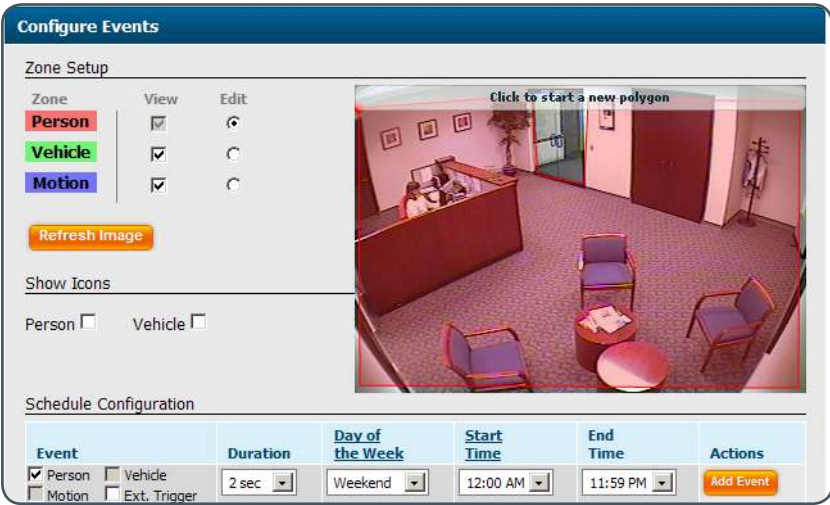 Configure Events
Zone Setup
Zone View Edit
Person
Vehicle
Motion
Refresh Image
Click to start a new polygon
Show Icons
Person Vehicle
Schedule Configuration
Event Duration Day of the Week Start Time End Time Actions
Person Vehicle
Motion Ext. Trigger
2 sec Weekend 12:00 AM 11:59 PM Add Event